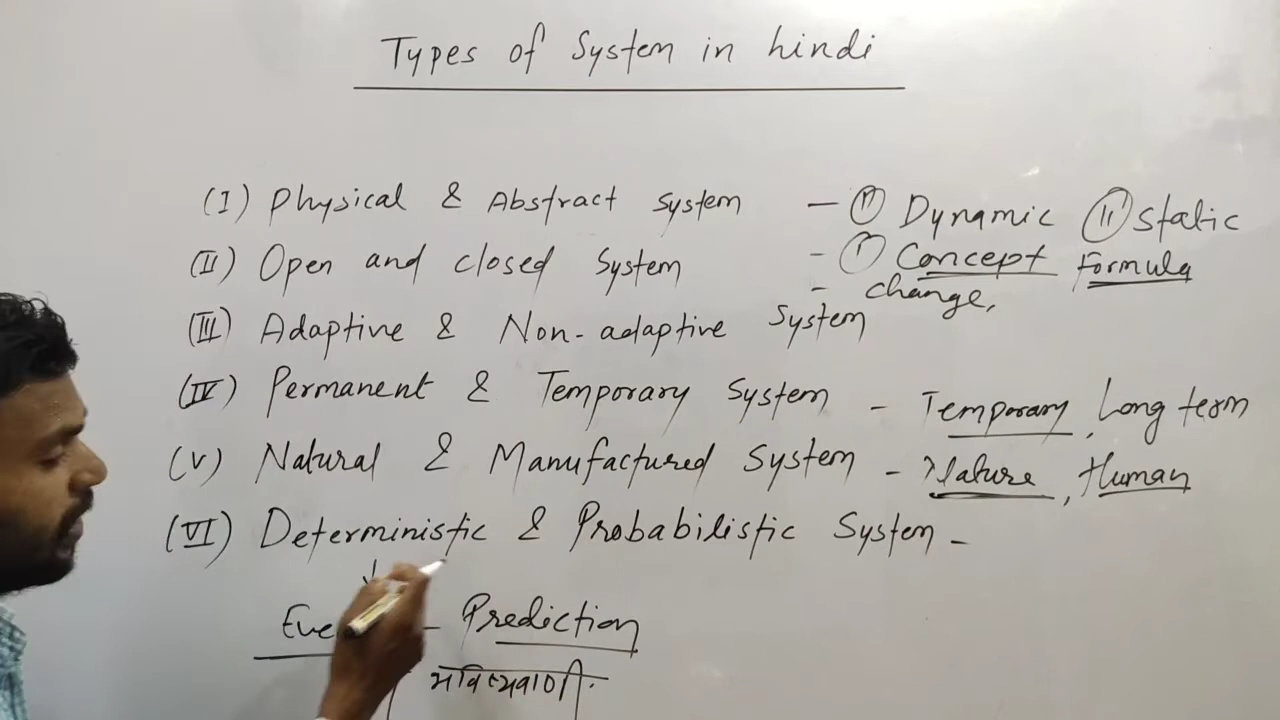 Types of System in hindi
(I) Physical & Abstract System - (I) Dynamic (II) Static
(II) Open and closed System - (I) Concept Formula
- change,
(III) Adaptive & Non-adaptive System
(IV) Permanent & Temporary System - Temporary, Long term
(V) Natural & Manufactured System - Nature, Human
(VI) Deterministic & Probabilistic System -
- Prediction
भविष्यवाणी